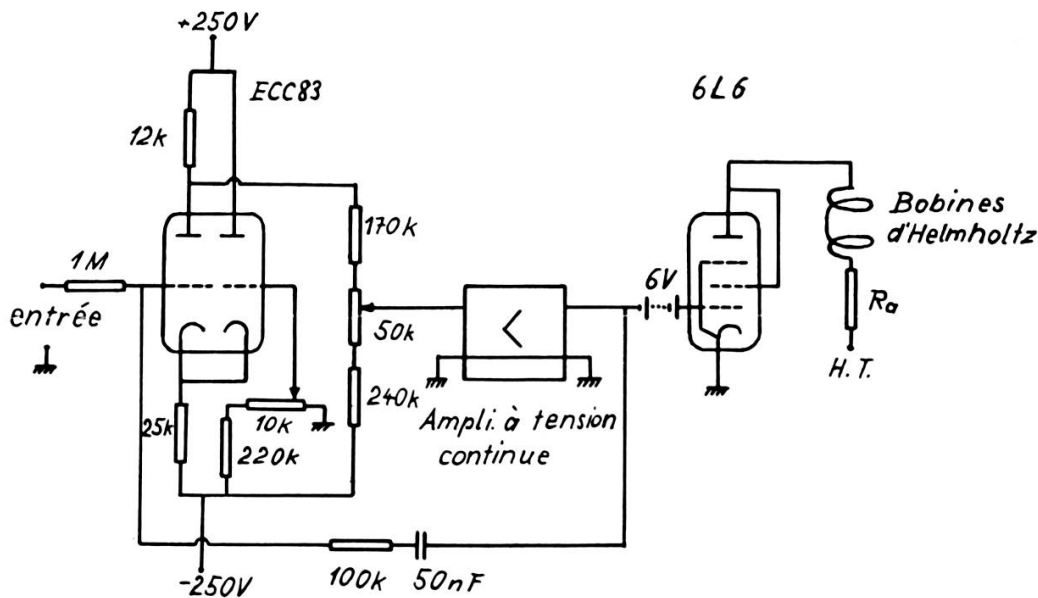 +250V
ECC83
6L6
12k
170k
Bobines
d'Helmholtz
1M
6V
entrée
50k
<
Ra
H.T.
25k
10k
240k
Ampli. à tension
continue
220k
100k
50nF
-250V